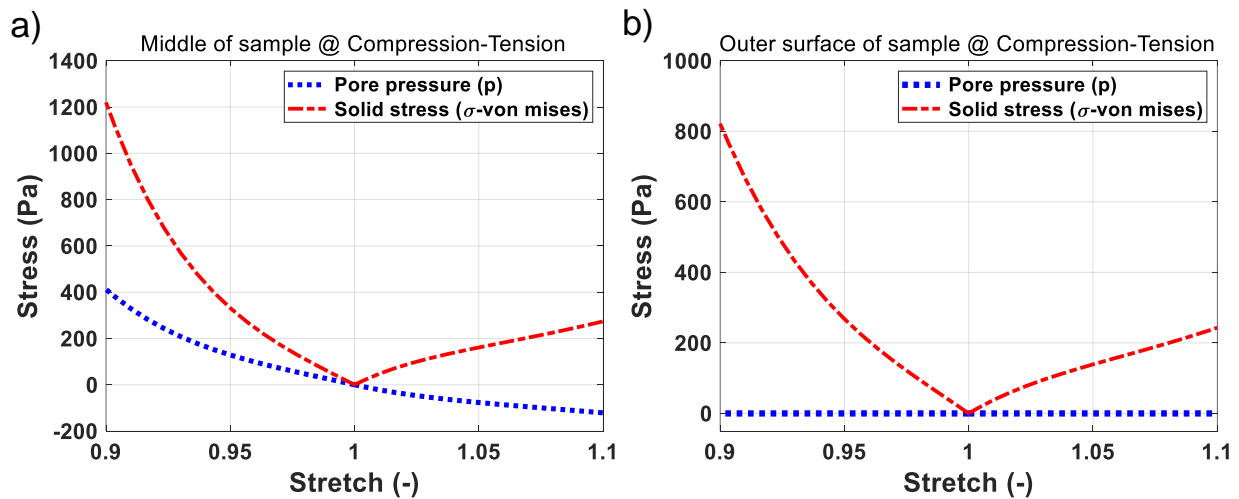 a)
Middle of sample @ Compression-Tension
Pore pressure (p)
Solid stress (σ-von mises)
1400
1200
1000
800
600
400
200
0
-200
Stress (Pa)
0.9
0.95
1
1.05
1.1
Stretch (-)
b)
Outer surface of sample @ Compression-Tension
Pore pressure (p)
Solid stress (σ-von mises)
1000
800
600
400
200
0
Stress (Pa)
0.9
0.95
1
1.05
1.1
Stretch (-)